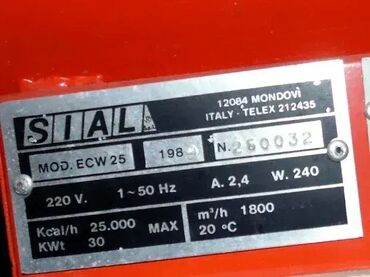 SIAL
12084 MONDOVÌ
ITALY - TELEX 212435
MOD. ECW 25 198 N. 260032
220 V. 1~50 Hz A. 2,4 W. 240
Kcal/h 25.000 MAX m³/h 1800
KWt 30 20 °C